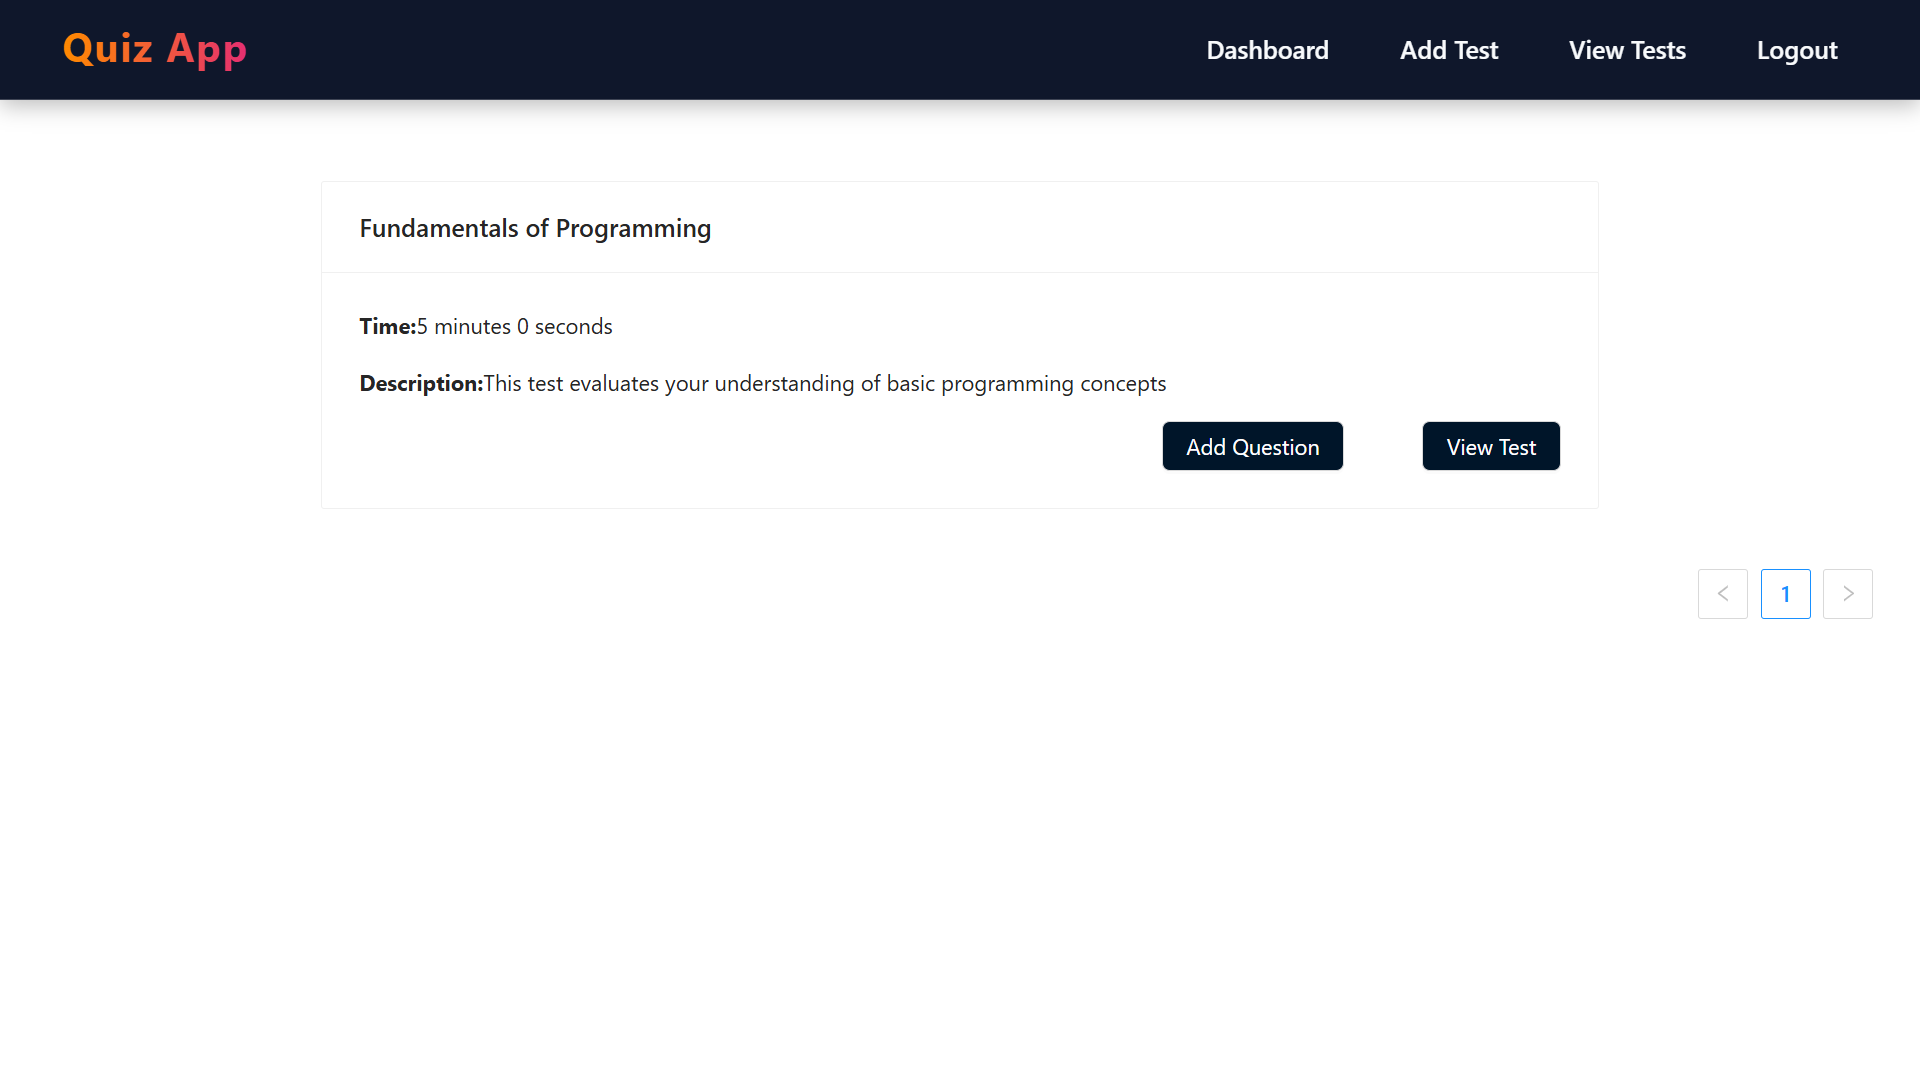 Quiz App
Dashboard
Add Test
View Tests
Logout
Fundamentals of Programming
Time:5 minutes 0 seconds
Description:This test evaluates your understanding of basic programming concepts
Add Question
View Test
1